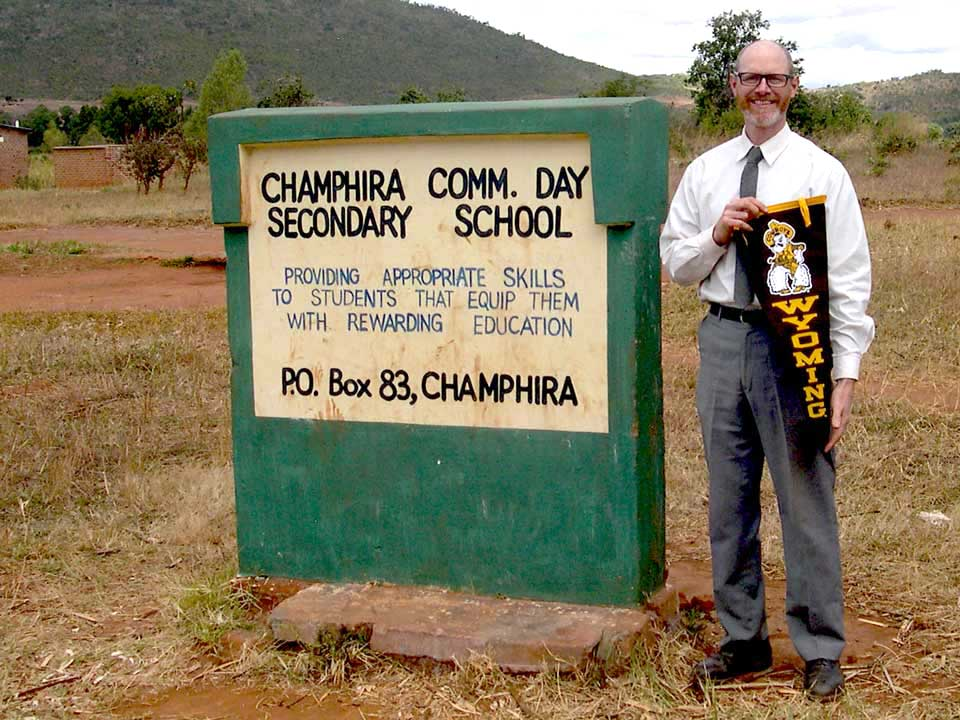 CHAMPHIRA COMM. DAY
SECONDARY SCHOOL
PROVIDING APPROPRIATE SKILLS
TO STUDENTS THAT EQUIP THEM
WITH REWARDING EDUCATION
P.O. Box 83, CHAMPHIRA
WYOMING